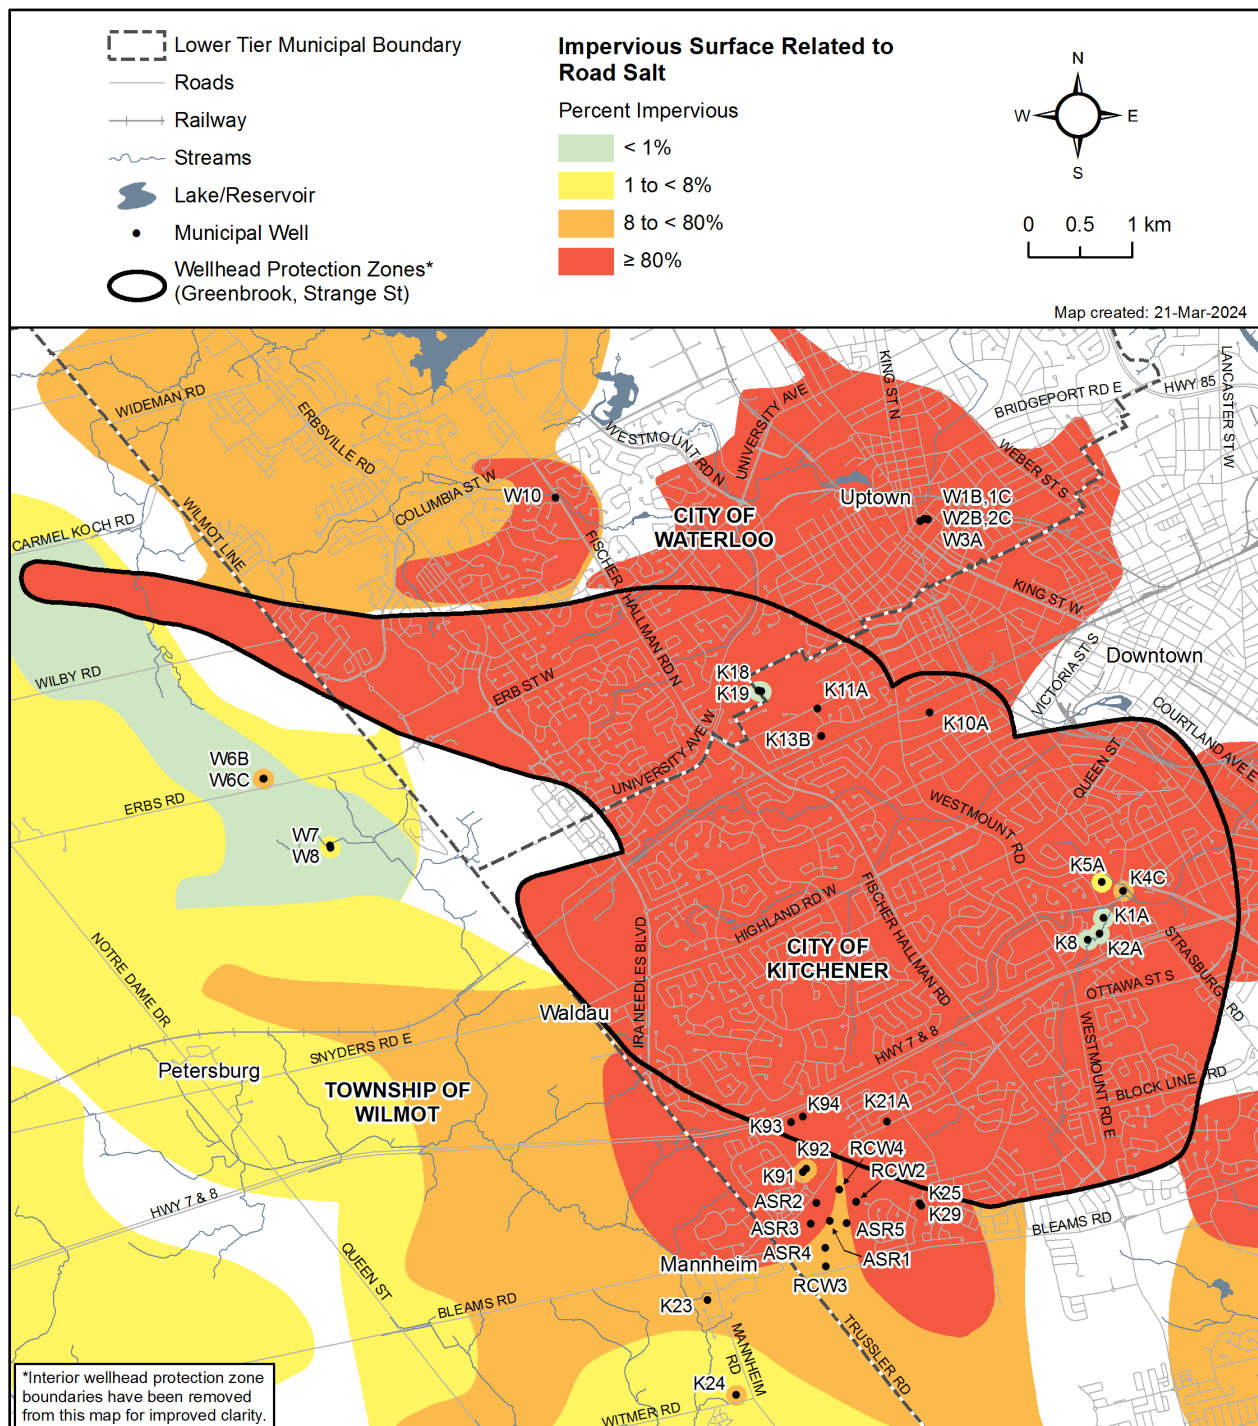 Lower Tier Municipal Boundary
Roads
Railway
Streams
Lake/Reservoir
Municipal Well
Wellhead Protection Zones*
(Greenbrook, Strange St)
Impervious Surface Related to
Road Salt
Percent Impervious
< 1%
1 to < 8%
8 to < 80%
≥ 80%
N
W
E
S
0 0.5 1 km
Map created: 21-Mar-2024
WIDEMAN RD
ERBSVILLE RD
COLUMBIA ST W
WESTMOUNT RD N
UNIVERSITY AVE
KING ST N
BRIDGEPORT RD E
HWY 85
LANCASTER ST W
WEBER ST S
W10
CITY OF
WATERLOO
Uptown
W1B,1C
W2B,2C
W3A
CARMEL KOCH RD
WILMOT LINE
FISCHER HALLMAN RD N
KING ST W
VICTORIA ST S
Downtown
WILBY RD
ERB ST W
K18
K19
K11A
K10A
K13B
UNIVERSITY AVE W
COURTLAND AVE E
QUEEN ST
W6B
W6C
ERBS RD
W7
W8
WESTMOUNT RD
K5A
K4C
K1A
K8
K2A
FISCHER HALLMAN RD
HIGHLAND RD W
CITY OF
KITCHENER
STRASBURG RD
OTTAWA ST S
IRA NEEDLES BLVD
NOTRE DAME DR
Waldau
SNYDERS RD E
HWY 7 & 8
Petersburg
TOWNSHIP OF
WILMOT
WESTMOUNT RD E
BLOCK LINE RD
K94
K21A
K93
K92
RCW4
K91
RCW2
ASR2
K25
K29
ASR3
ASR5
ASR4
ASR1
BLEAMS RD
HWY 7 & 8
QUEEN ST
Mannheim
RCW3
K23
BLEAMS RD
TRUSSLER RD
MANNHEIM
RD
K24
WITMER RD
*Interior wellhead protection zone
boundaries have been removed
from this map for improved clarity.